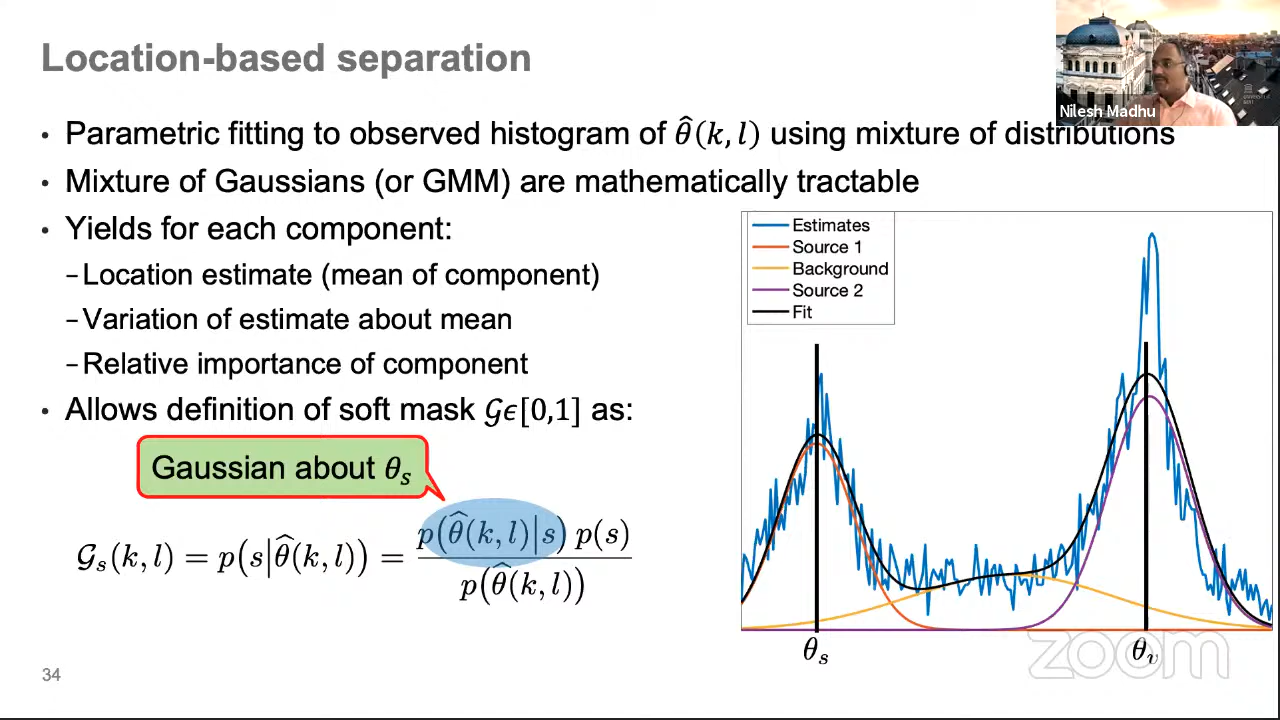 Location-based separation
Nilesh Madhu
• Parametric fitting to observed histogram of θ̂(k, l) using mixture of distributions
• Mixture of Gaussians (or GMM) are mathematically tractable
• Yields for each component:
–Location estimate (mean of component)
–Variation of estimate about mean
–Relative importance of component
• Allows definition of soft mask 𝒢ϵ[0,1] as:
Gaussian about θₛ
𝒢ₛ(k, l) = p(s|θ̂(k, l)) = p(θ̂(k, l)|s) p(s) / p(θ̂(k, l))
Estimates
Source 1
Background
Source 2
Fit
θₛ
θᵥ
zoom
34